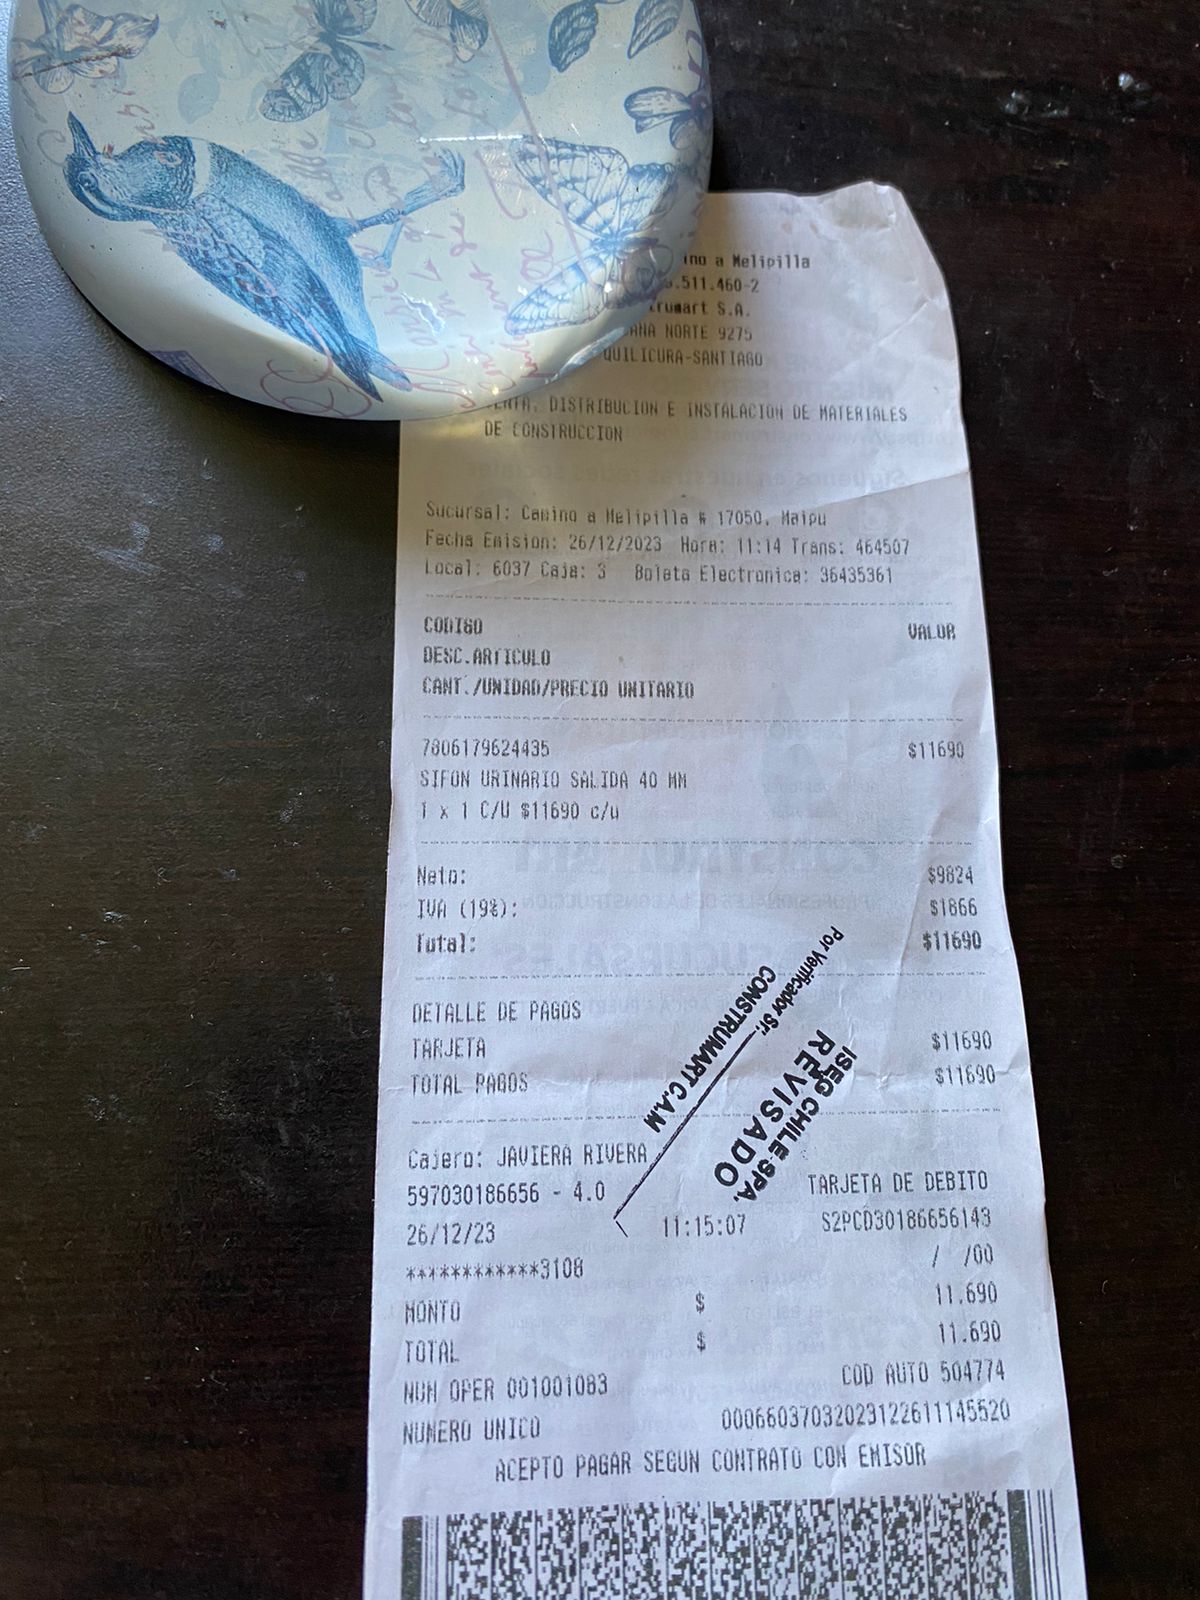 ino a Melipilla
.511.460-2
trumart S.A.
ANA NORTE 9275
QUILICURA-SANTIAGO
VENTA, DISTRIBUCION E INSTALACION DE MATERIALES
DE CONSTRUCCION
Sucursal: Camino a Melipilla # 17050, Maipu
Fecha Emision: 26/12/2023 Hora: 11:14 Trans: 464507
Local: 6037 Caja: 3 Boleta Electronica: 36435361
CODIGO VALOR
DESC.ARTICULO
CANT./UNIDAD/PRECIO UNITARIO
7806179624435 $11690
SIFON URINARIO SALIDA 40 MM
1 x 1 C/U $11690 c/u
Neto: $9824
IVA (19%): $1866
Total: $11690
DETALLE DE PAGOS
TARJETA $11690
TOTAL PAGOS $11690
ISEG CHILE SPA.
REVISADO
Por Verificador Sr:
CONSTRUMART C.A.M
Cajero: JAVIERA RIVERA
597030186656 - 4.0 TARJETA DE DEBITO
26/12/23 11:15:07 S2PCD30186656143
************3108 / /00
MONTO $ 11.690
TOTAL $ 11.690
NUM OPER 001001083 COD AUTO 504774
NUMERO UNICO 00066037032023122611145520
ACEPTO PAGAR SEGUN CONTRATO CON EMISOR